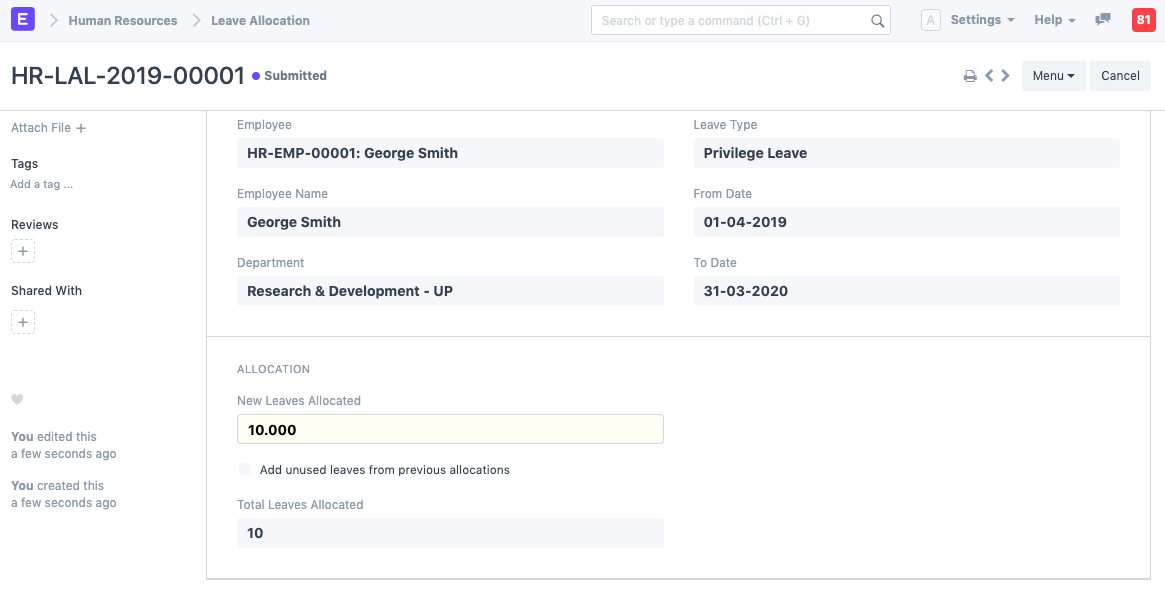 E Human Resources Leave Allocation Search or type a command (Ctrl + G) A Settings Help 81
HR-LAL-2019-00001 Submitted Menu Cancel
Attach File +
Tags
Add a tag ...
Reviews
+
Shared With
+
You edited this
a few seconds ago
You created this
a few seconds ago
Employee
HR-EMP-00001: George Smith
Employee Name
George Smith
Department
Research & Development - UP
Leave Type
Privilege Leave
From Date
01-04-2019
To Date
31-03-2020
ALLOCATION
New Leaves Allocated
10.000
Add unused leaves from previous allocations
Total Leaves Allocated
10